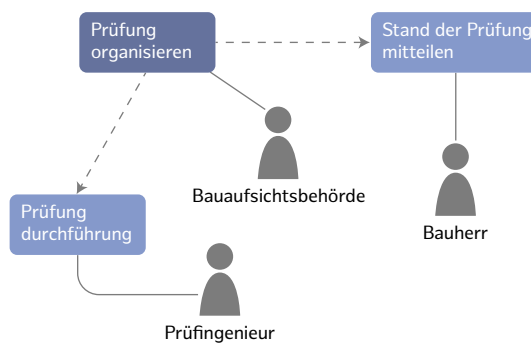 Prüfung
organisieren
Stand der Prüfung
mitteilen
Bauaufsichtsbehörde
Bauherr
Prüfung
durchführung
Prüfingenieur